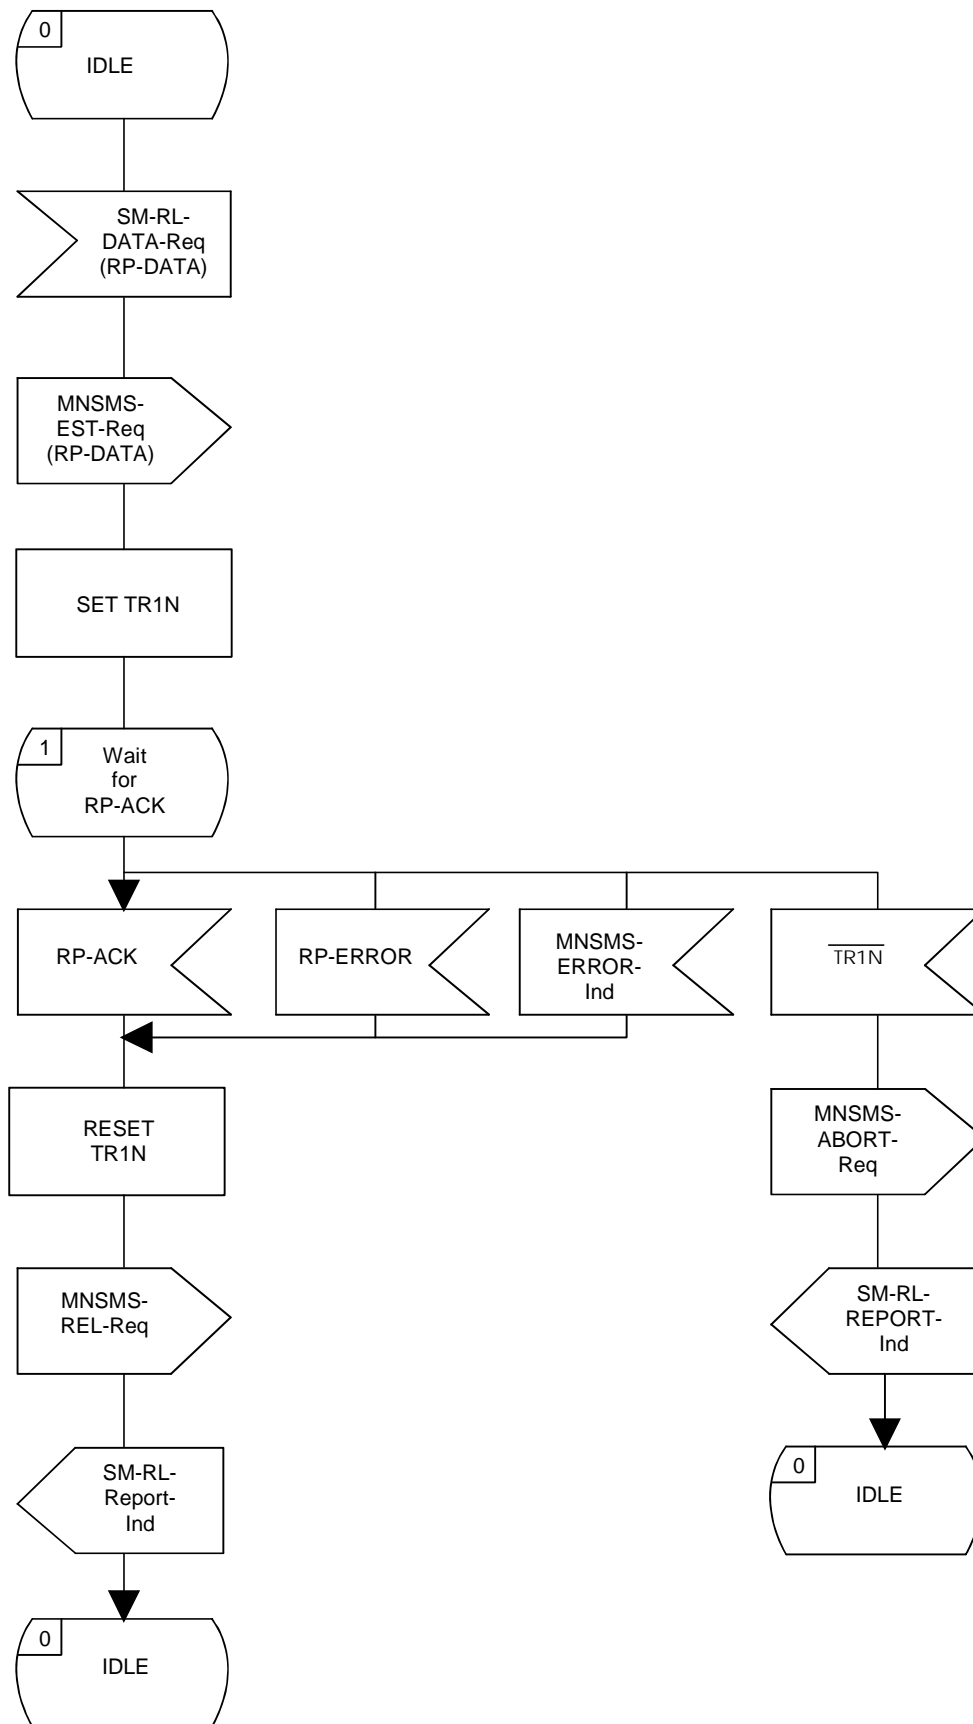 0
IDLE
SM-RL-
DATA-Req
(RP-DATA)
MNSMS-
EST-Req
(RP-DATA)
SET TR1N
1
Wait
for
RP-ACK
RP-ACK
RP-ERROR
MNSMS-
ERROR-
Ind
TR1N
RESET
TR1N
MNSMS-
ABORT-
Req
MNSMS-
REL-Req
SM-RL-
REPORT-
Ind
SM-RL-
Report-
Ind
0
IDLE
0
IDLE